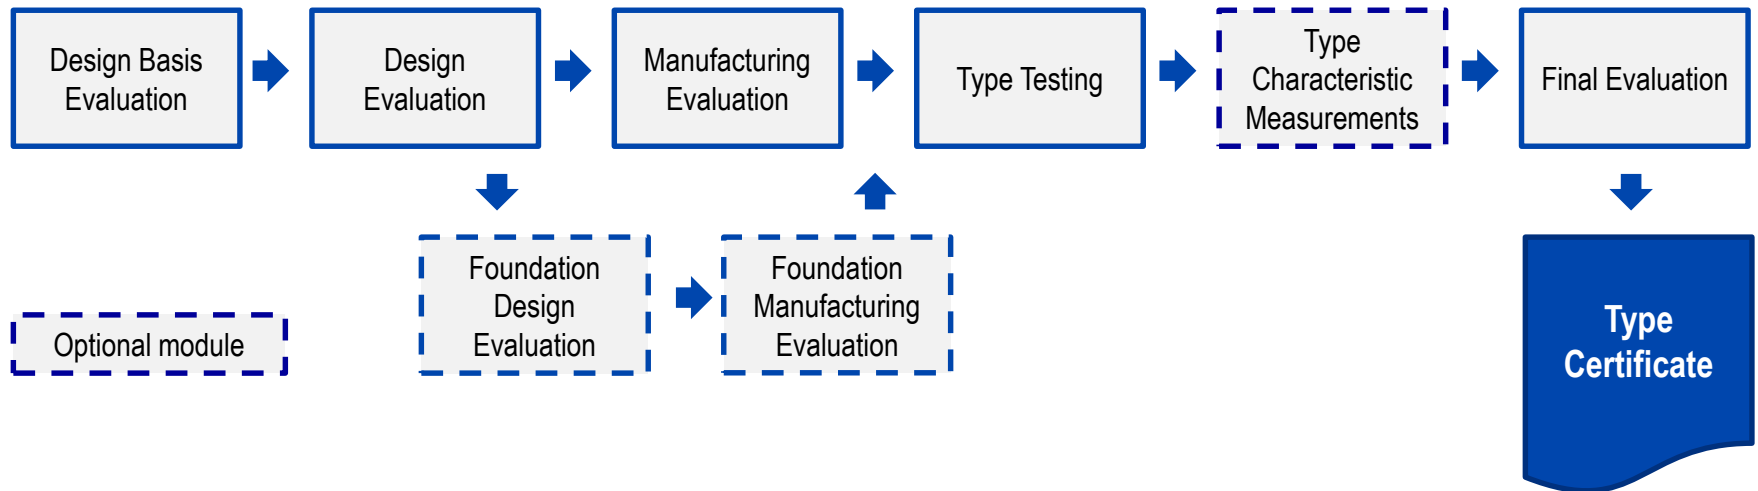 Design Basis
Evaluation
Design
Evaluation
Manufacturing
Evaluation
Type Testing
Type
Characteristic
Measurements
Final Evaluation
Foundation
Design
Evaluation
Foundation
Manufacturing
Evaluation
Optional module
Type
Certificate